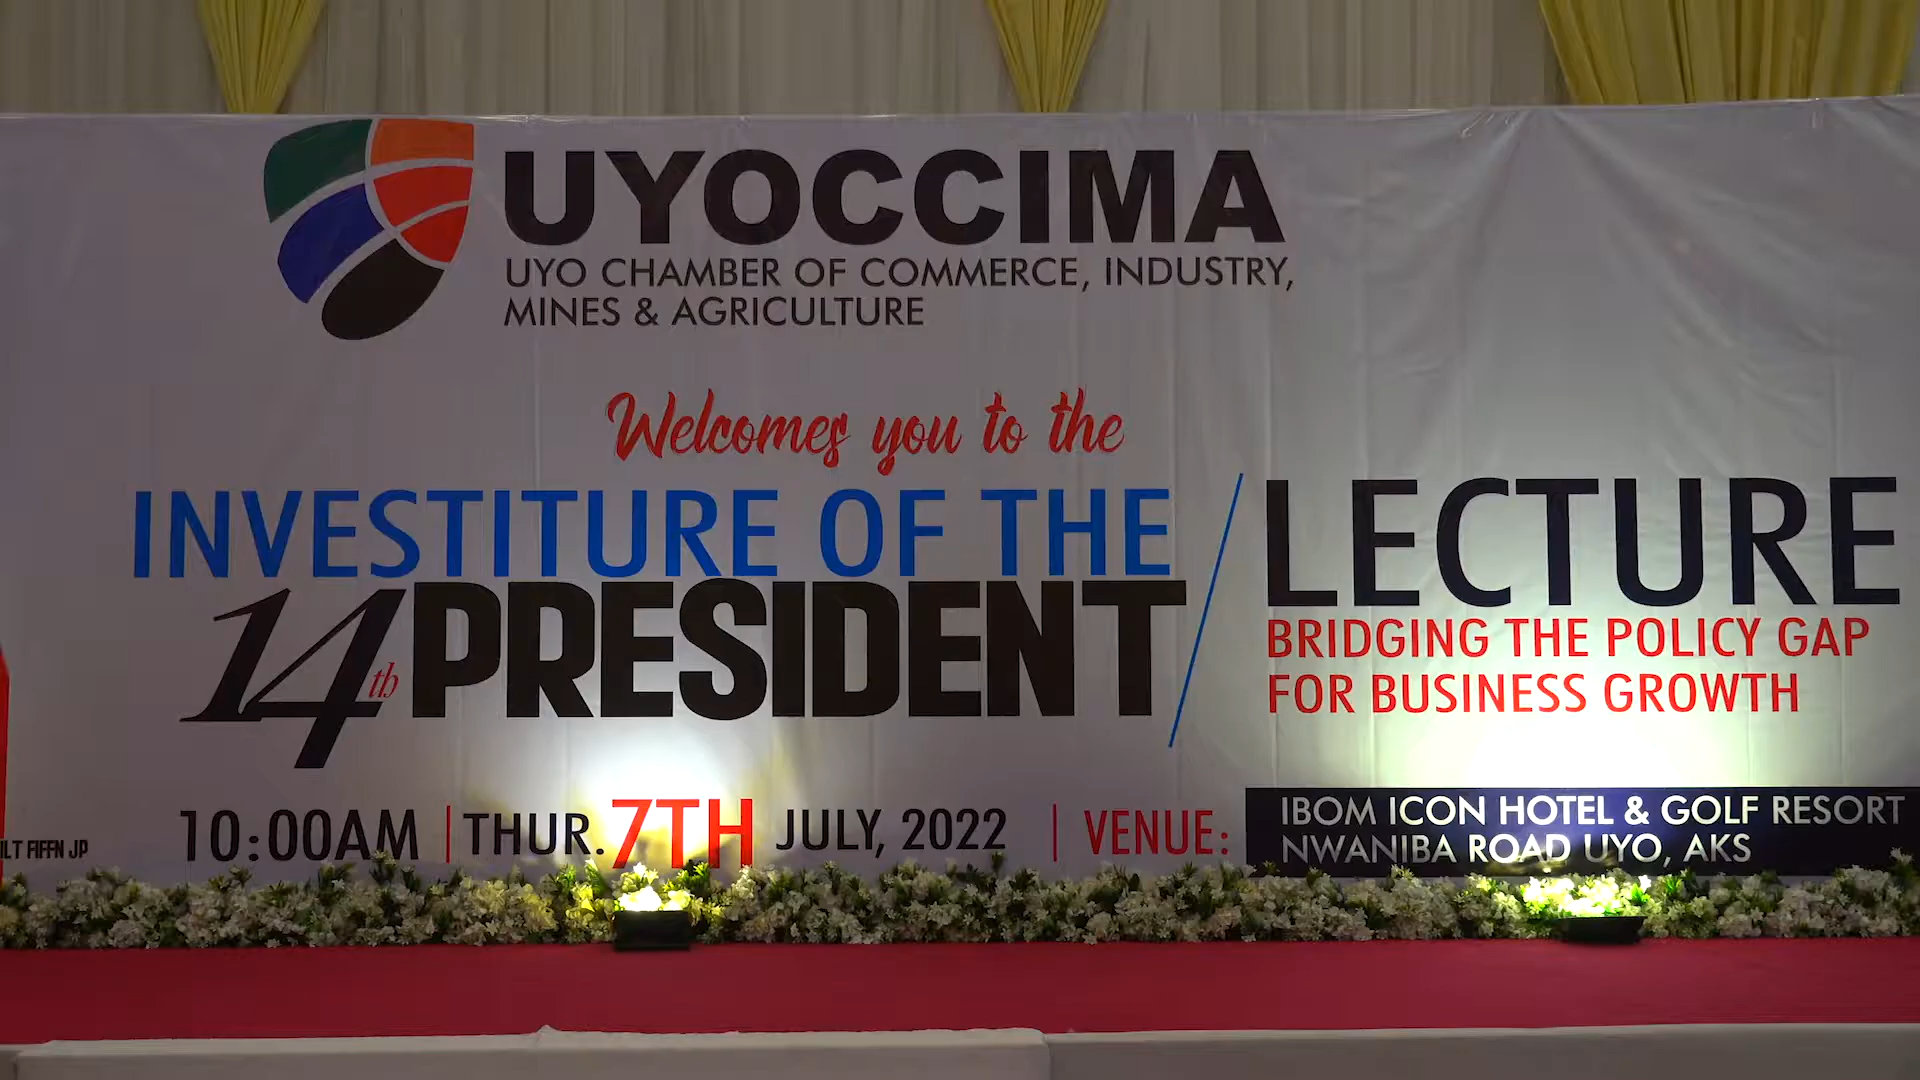 UYOCCIMA
UYO CHAMBER OF COMMERCE, INDUSTRY,
MINES & AGRICULTURE
Welcomes you to the
INVESTITURE OF THE
14th PRESIDENT
LECTURE
BRIDGING THE POLICY GAP
FOR BUSINESS GROWTH
10:00AM | THUR. 7TH JULY, 2022 | VENUE:
IBOM ICON HOTEL & GOLF RESORT
NWANIBA ROAD UYO, AKS
FIFFN JP